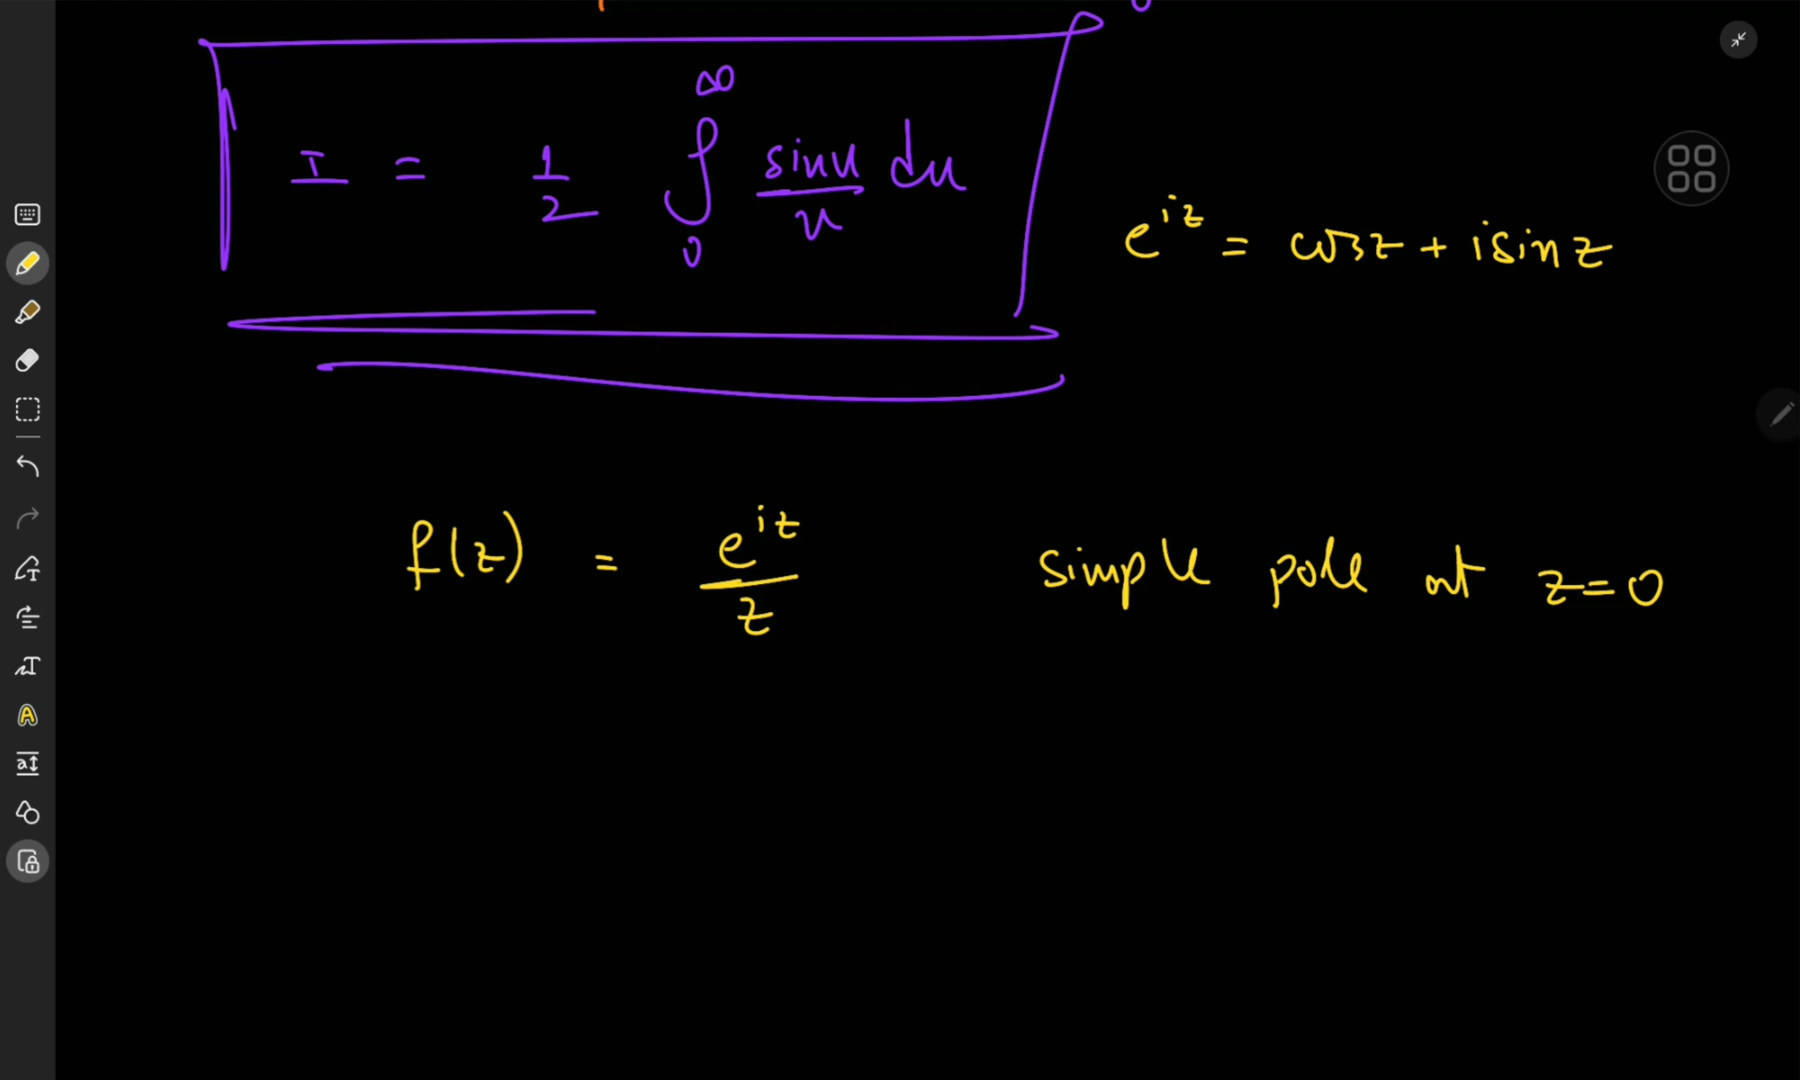 I = 1/2 ∫₀^∞ sinu/u du
e^{iz} = cosz + isinz
f(z) = e^{iz}/z simple pole at z=0